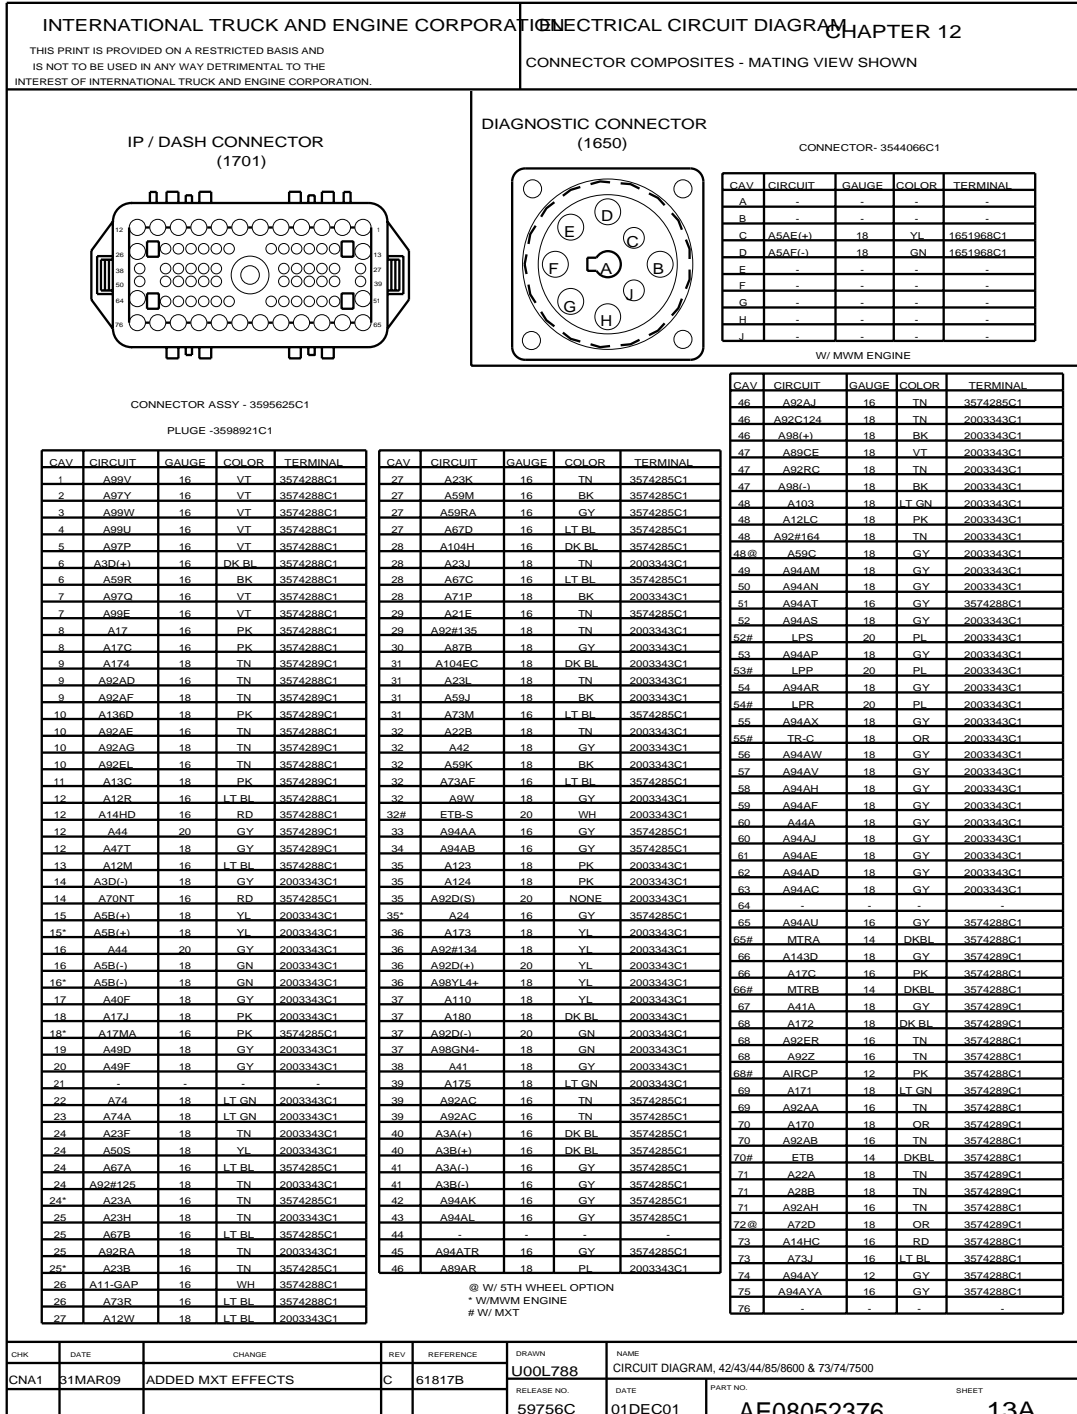 INTERNATIONAL TRUCK AND ENGINE CORPORATION
THIS PRINT IS PROVIDED ON A RESTRICTED BASIS AND
IS NOT TO BE USED IN ANY WAY DETRIMENTAL TO THE
INTEREST OF INTERNATIONAL TRUCK AND ENGINE CORPORATION.
ELECTRICAL CIRCUIT DIAGRAM
CHAPTER 12
CONNECTOR COMPOSITES - MATING VIEW SHOWN
IP / DASH CONNECTOR
(1701)
12 1
26 13
38 27
50 39
64 51
76 65
CONNECTOR ASSY - 3595625C1
PLUGE -3598921C1
DIAGNOSTIC CONNECTOR
(1650)
D
E
C
F
A
B
G
J
H
CONNECTOR- 3544066C1
CAV CIRCUIT GAUGE COLOR TERMINAL
A - - - -
B - - - -
C A5AE(+) 18 YL 1651968C1
D A5AF(-) 18 GN 1651968C1
E - - - -
F - - - -
G - - - -
H - - - -
J - - - -
W/ MWM ENGINE
CAV CIRCUIT GAUGE COLOR TERMINAL
1 A99V 16 VT 3574288C1
2 A97Y 16 VT 3574288C1
3 A99W 16 VT 3574288C1
4 A99U 16 VT 3574288C1
5 A97P 16 VT 3574288C1
6 A3D(+) 16 DK BL 3574288C1
6 A59R 16 BK 3574288C1
7 A97Q 16 VT 3574288C1
7 A99E 16 VT 3574288C1
8 A17 16 PK 3574288C1
8 A17C 16 PK 3574288C1
9 A174 18 TN 3574289C1
9 A92AD 16 TN 3574288C1
9 A92AF 18 TN 3574289C1
10 A136D 18 PK 3574289C1
10 A92AE 16 TN 3574288C1
10 A92AG 18 TN 3574289C1
10 A92EL 16 TN 3574288C1
11 A13C 18 PK 3574289C1
12 A12R 16 LT BL 3574288C1
12 A14HD 16 RD 3574288C1
12 A44 20 GY 3574289C1
12 A47T 18 GY 3574289C1
13 A12M 16 LT BL 3574288C1
14 A3D(-) 18 GY 2003343C1
14 A70NT 16 RD 3574285C1
15 A5B(+) 18 YL 2003343C1
15* A5B(+) 18 YL 2003343C1
16 A44 20 GY 2003343C1
16 A5B(-) 18 GN 2003343C1
16* A5B(-) 18 GN 2003343C1
17 A40F 18 GY 2003343C1
18 A17J 18 PK 2003343C1
18* A17MA 16 PK 3574285C1
19 A49D 18 GY 2003343C1
20 A49F 18 GY 2003343C1
21 - - - -
22 A74 18 LT GN 2003343C1
23 A74A 18 LT GN 2003343C1
24 A23F 18 TN 2003343C1
24 A50S 18 YL 2003343C1
24 A67A 16 LT BL 3574285C1
24 A92#125 18 TN 2003343C1
24* A23A 16 TN 3574285C1
25 A23H 18 TN 2003343C1
25 A67B 16 LT BL 3574285C1
25 A92RA 18 TN 2003343C1
25* A23B 16 TN 3574285C1
26 A11-GAP 16 WH 3574288C1
26 A73R 16 LT BL 3574288C1
27 A12W 18 LT BL 2003343C1
CAV CIRCUIT GAUGE COLOR TERMINAL
27 A23K 16 TN 3574285C1
27 A59M 16 BK 3574285C1
27 A59RA 16 GY 3574285C1
27 A67D 16 LT BL 3574285C1
28 A104H 16 DK BL 3574285C1
28 A23J 18 TN 2003343C1
28 A67C 16 LT BL 3574285C1
28 A71P 18 BK 2003343C1
29 A21E 16 TN 3574285C1
29 A92#135 18 TN 2003343C1
30 A87B 18 GY 2003343C1
31 A104EC 18 DK BL 2003343C1
31 A23L 18 TN 2003343C1
31 A59J 18 BK 2003343C1
31 A73M 16 LT BL 3574285C1
32 A22B 18 TN 2003343C1
32 A42 18 GY 2003343C1
32 A59K 18 BK 2003343C1
32 A73AF 16 LT BL 3574285C1
32 A9W 18 GY 2003343C1
32# ETB-S 20 WH 2003343C1
33 A94AA 16 GY 3574285C1
34 A94AB 16 GY 3574285C1
35 A123 18 PK 2003343C1
35 A124 18 PK 2003343C1
35 A92D(S) 20 NONE 2003343C1
35* A24 16 GY 3574285C1
36 A173 18 YL 2003343C1
36 A92#134 18 YL 2003343C1
36 A92D(+) 20 YL 2003343C1
36 A98YL4+ 18 YL 2003343C1
37 A110 18 YL 2003343C1
37 A180 18 DK BL 2003343C1
37 A92D(-) 20 GN 2003343C1
37 A98GN4- 18 GN 2003343C1
38 A41 18 GY 2003343C1
39 A175 18 LT GN 2003343C1
39 A92AC 16 TN 3574285C1
39 A92AC 16 TN 3574285C1
40 A3A(+) 16 DK BL 3574285C1
40 A3B(+) 16 DK BL 3574285C1
41 A3A(-) 16 GY 3574285C1
41 A3B(-) 16 GY 3574285C1
42 A94AK 16 GY 3574285C1
43 A94AL 16 GY 3574285C1
44 - - - -
45 A94ATR 16 GY 3574285C1
46 A89AR 18 PL 2003343C1
@ W/ 5TH WHEEL OPTION
* W/MWM ENGINE
# W/ MXT
CAV CIRCUIT GAUGE COLOR TERMINAL
46 A92AJ 16 TN 3574285C1
46 A92C124 18 TN 2003343C1
46 A98(+) 18 BK 2003343C1
47 A89CE 18 VT 2003343C1
47 A92RC 18 TN 2003343C1
47 A98(-) 18 BK 2003343C1
48 A103 18 LT GN 2003343C1
48 A12LC 18 PK 2003343C1
48 A92#164 18 TN 2003343C1
48@ A59C 18 GY 2003343C1
49 A94AM 18 GY 2003343C1
50 A94AN 18 GY 2003343C1
51 A94AT 16 GY 3574288C1
52 A94AS 18 GY 2003343C1
52# LPS 20 PL 2003343C1
53 A94AP 18 GY 2003343C1
53# LPP 20 PL 2003343C1
54 A94AR 18 GY 2003343C1
54# LPR 20 PL 2003343C1
55 A94AX 18 GY 2003343C1
55# TR-C 18 OR 2003343C1
56 A94AW 18 GY 2003343C1
57 A94AV 18 GY 2003343C1
58 A94AH 18 GY 2003343C1
59 A94AF 18 GY 2003343C1
60 A44A 18 GY 2003343C1
60 A94AJ 18 GY 2003343C1
61 A94AE 18 GY 2003343C1
62 A94AD 18 GY 2003343C1
63 A94AC 18 GY 2003343C1
64 - - - -
65 A94AU 16 GY 3574288C1
65# MTRA 14 DKBL 3574288C1
66 A143D 18 GY 3574289C1
66 A17C 16 PK 3574288C1
66# MTRB 14 DKBL 3574288C1
67 A41A 18 GY 3574289C1
68 A172 18 DK BL 3574289C1
68 A92ER 16 TN 3574288C1
68 A92Z 16 TN 3574288C1
68# AIRCP 12 PK 3574288C1
69 A171 18 LT GN 3574289C1
69 A92AA 16 TN 3574288C1
70 A170 18 OR 3574289C1
70 A92AB 16 TN 3574288C1
70# ETB 14 DKBL 3574288C1
71 A22A 18 TN 3574289C1
71 A28B 18 TN 3574289C1
71 A92AH 16 TN 3574288C1
72@ A72D 18 OR 3574289C1
73 A14HC 16 RD 3574288C1
73 A73J 16 LT BL 3574288C1
74 A94AY 12 GY 3574288C1
75 A94AYA 16 GY 3574288C1
76 - - - -
CHK DATE CHANGE REV REFERENCE
CNA1 31MAR09 ADDED MXT EFFECTS C 61817B
DRAWN
U00L788
NAME
CIRCUIT DIAGRAM, 42/43/44/85/8600 & 73/74/7500
RELEASE NO.
59756C
DATE
01DEC01
PART NO.
AE08052376
SHEET
13A